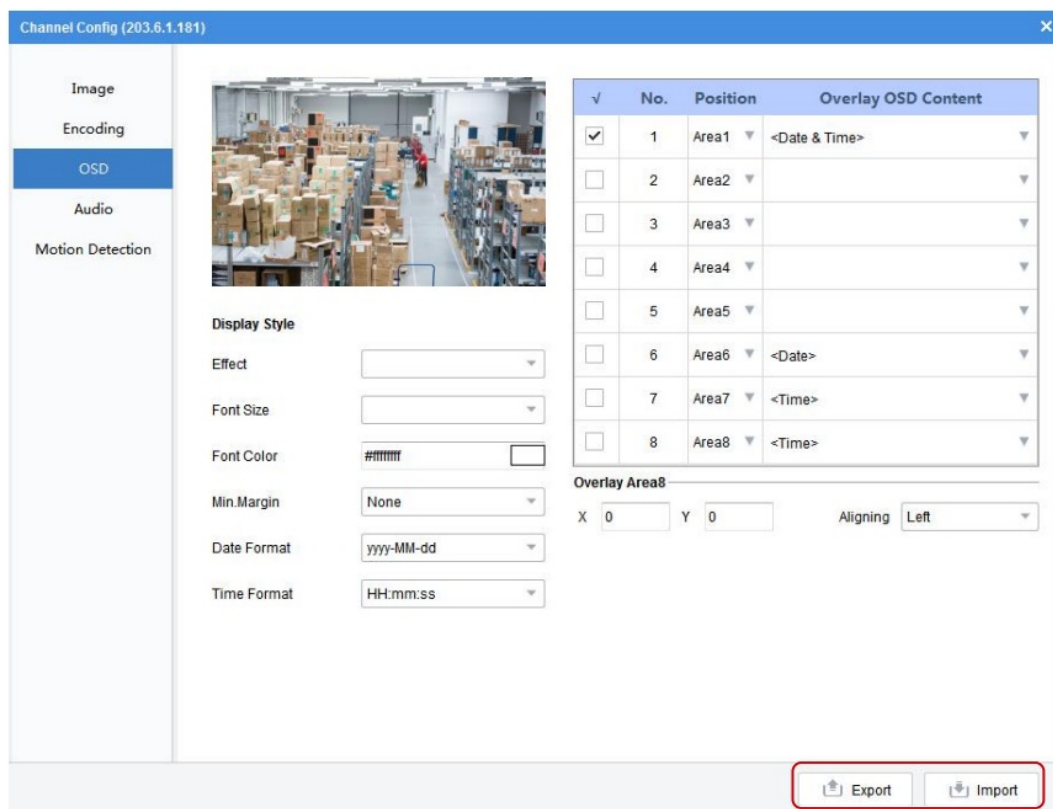 Channel Config (203.6.1.181)
Image
Encoding
OSD
Audio
Motion Detection
√ No. Position Overlay OSD Content
1 Area1 <Date & Time>
2 Area2
3 Area3
4 Area4
5 Area5
6 Area6 <Date>
7 Area7 <Time>
8 Area8 <Time>
Overlay Area8
X 0 Y 0 Aligning Left
Display Style
Effect
Font Size
Font Color #ffffffff
Min.Margin None
Date Format yyyy-MM-dd
Time Format HH:mm:ss
Export Import